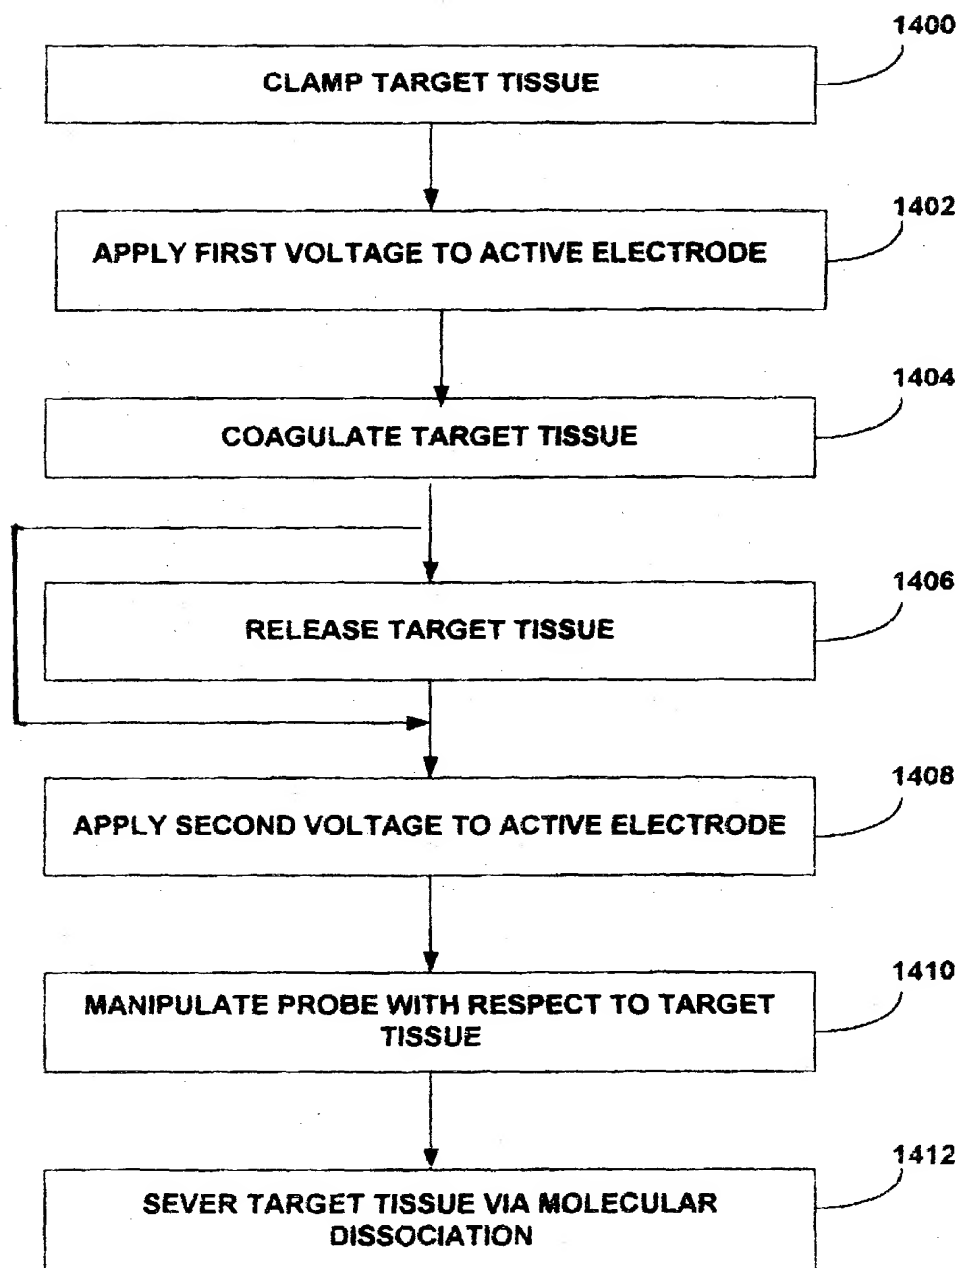 1400
CLAMP TARGET TISSUE
1402
APPLY FIRST VOLTAGE TO ACTIVE ELECTRODE
1404
COAGULATE TARGET TISSUE
1406
RELEASE TARGET TISSUE
1408
APPLY SECOND VOLTAGE TO ACTIVE ELECTRODE
1410
MANIPULATE PROBE WITH RESPECT TO TARGET
TISSUE
1412
SEVER TARGET TISSUE VIA MOLECULAR
DISSOCIATION